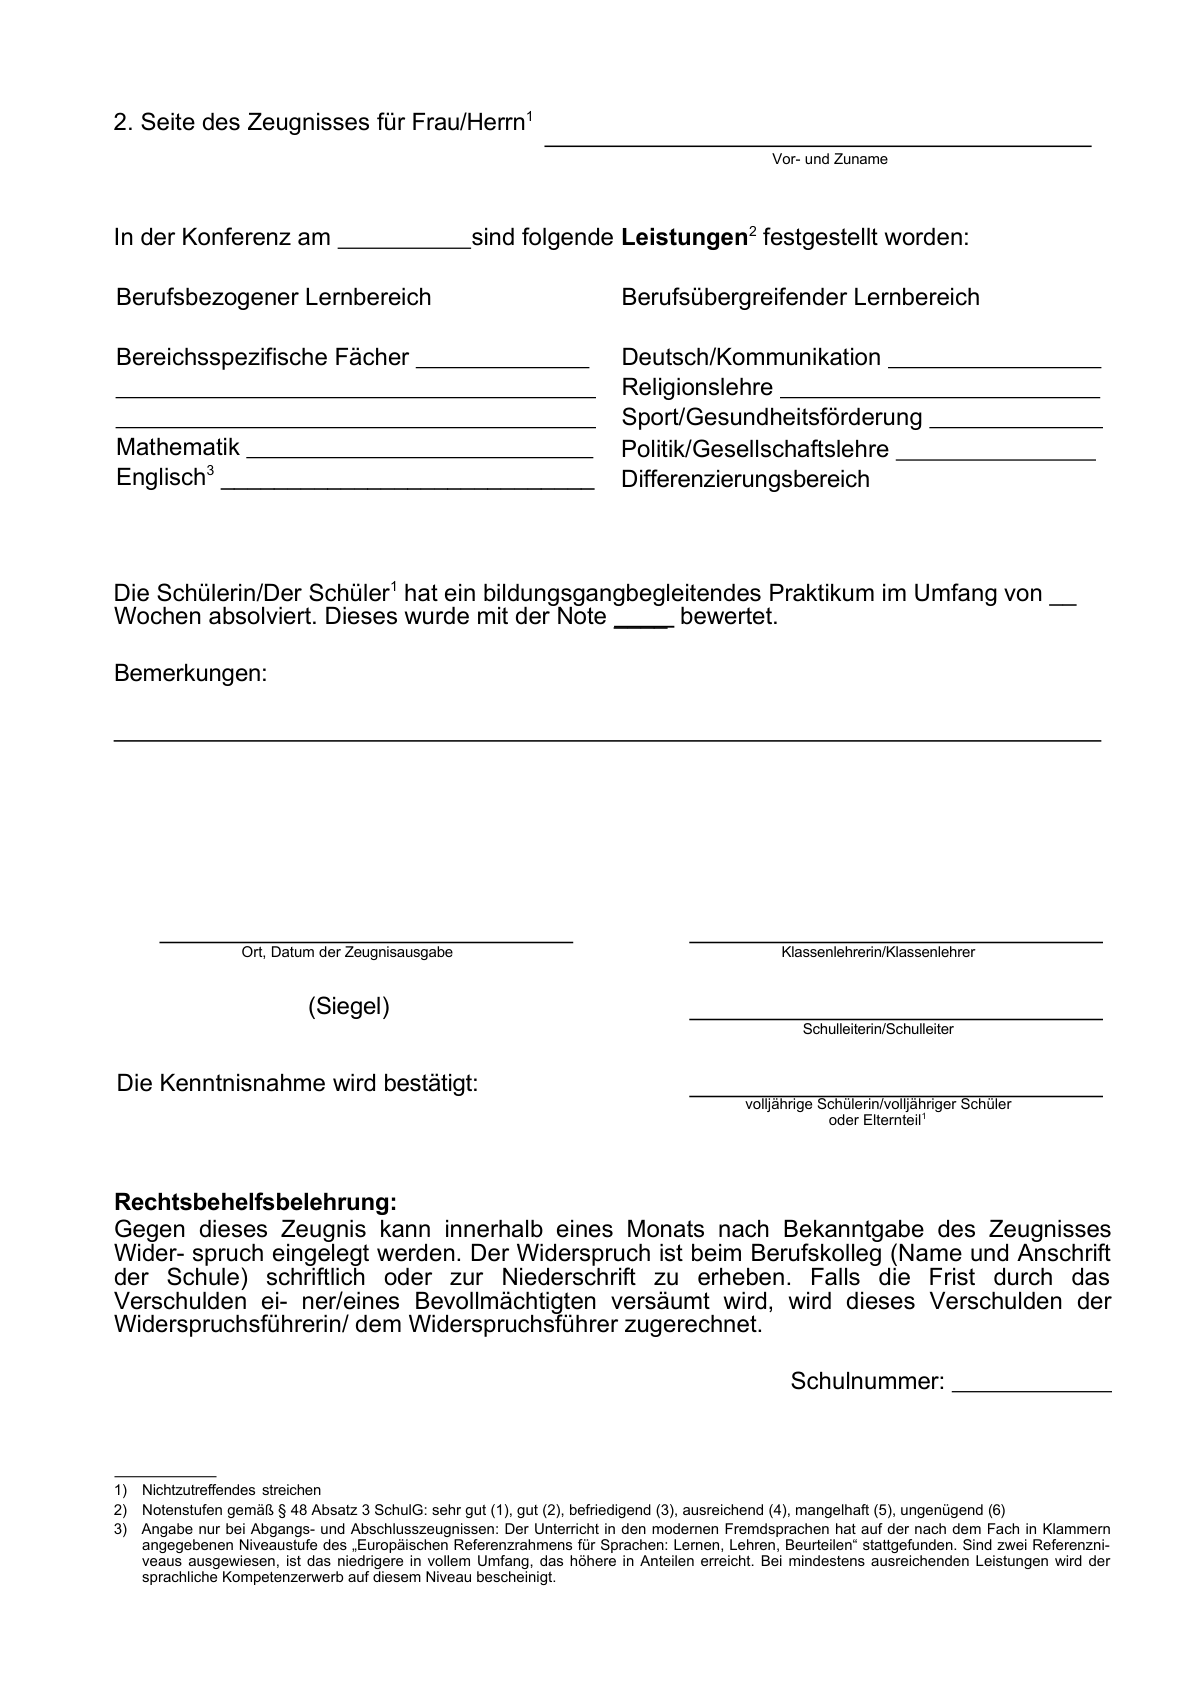 2. Seite des Zeugnisses für Frau/Herrn1
Vor- und Zuname
In der Konferenz am __________sind folgende Leistungen2 festgestellt worden:
Berufsbezogener Lernbereich
Bereichsspezifische Fächer _____________
Mathematik __________________________
Englisch3 ____________________________
Berufsübergreifender Lernbereich
Deutsch/Kommunikation ________________
Religionslehre ________________________
Sport/Gesundheitsförderung _____________
Politik/Gesellschaftslehre _______________
Differenzierungsbereich
Die Schülerin/Der Schüler1 hat ein bildungsgangbegleitendes Praktikum im Umfang von __
Wochen absolviert. Dieses wurde mit der Note ____ bewertet.
Bemerkungen:
Ort, Datum der Zeugnisausgabe
Klassenlehrerin/Klassenlehrer
(Siegel)
Schulleiterin/Schulleiter
Die Kenntnisnahme wird bestätigt:
volljährige Schülerin/volljähriger Schüler
oder Elternteil1
Rechtsbehelfsbelehrung:
Gegen dieses Zeugnis kann innerhalb eines Monats nach Bekanntgabe des Zeugnisses
Wider- spruch eingelegt werden. Der Widerspruch ist beim Berufskolleg (Name und Anschrift
der Schule) schriftlich oder zur Niederschrift zu erheben. Falls die Frist durch das
Verschulden ei- ner/eines Bevollmächtigten versäumt wird, wird dieses Verschulden der
Widerspruchsführerin/ dem Widerspruchsführer zugerechnet.
Schulnummer: ____________
1) Nichtzutreffendes streichen
2) Notenstufen gemäß § 48 Absatz 3 SchulG: sehr gut (1), gut (2), befriedigend (3), ausreichend (4), mangelhaft (5), ungenügend (6)
3) Angabe nur bei Abgangs- und Abschlusszeugnissen: Der Unterricht in den modernen Fremdsprachen hat auf der nach dem Fach in Klammern
angegebenen Niveaustufe des „Europäischen Referenzrahmens für Sprachen: Lernen, Lehren, Beurteilen“ stattgefunden. Sind zwei Referenzni-
veaus ausgewiesen, ist das niedrigere in vollem Umfang, das höhere in Anteilen erreicht. Bei mindestens ausreichenden Leistungen wird der
sprachliche Kompetenzerwerb auf diesem Niveau bescheinigt.